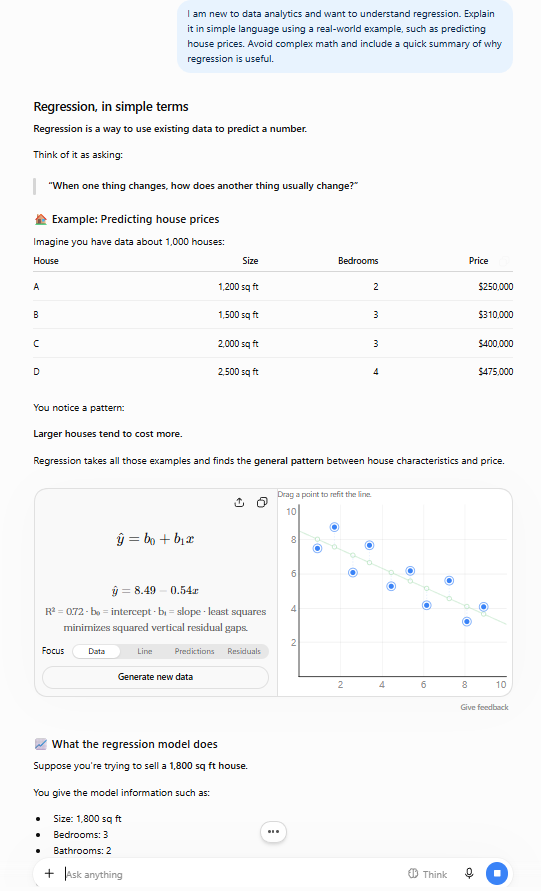 I am new to data analytics and want to understand regression. Explain
it in simple language using a real-world example, such as predicting
house prices. Avoid complex math and include a quick summary of why
regression is useful.
Regression, in simple terms
Regression is a way to use existing data to predict a number.
Think of it as asking:
"When one thing changes, how does another thing usually change?"
🏠 Example: Predicting house prices
Imagine you have data about 1,000 houses:
House Size Bedrooms Price
A 1,200 sq ft 2 $250,000
B 1,500 sq ft 3 $310,000
C 2,000 sq ft 3 $400,000
D 2,500 sq ft 4 $475,000
You notice a pattern:
Larger houses tend to cost more.
Regression takes all those examples and finds the general pattern between house characteristics and price.
ŷ = b₀ + b₁x
ŷ = 8.49 − 0.54x
R² = 0.72 · b₀ = intercept · b₁ = slope · least squares
minimizes squared vertical residual gaps.
Focus Data Line Predictions Residuals
Generate new data
Drag a point to refit the line.
10
8
6
4
2
2 4 6 8 10
Give feedback
📈 What the regression model does
Suppose you're trying to sell a 1,800 sq ft house.
You give the model information such as:
• Size: 1,800 sq ft
• Bedrooms: 3
• Bathrooms: 2
Ask anything Think